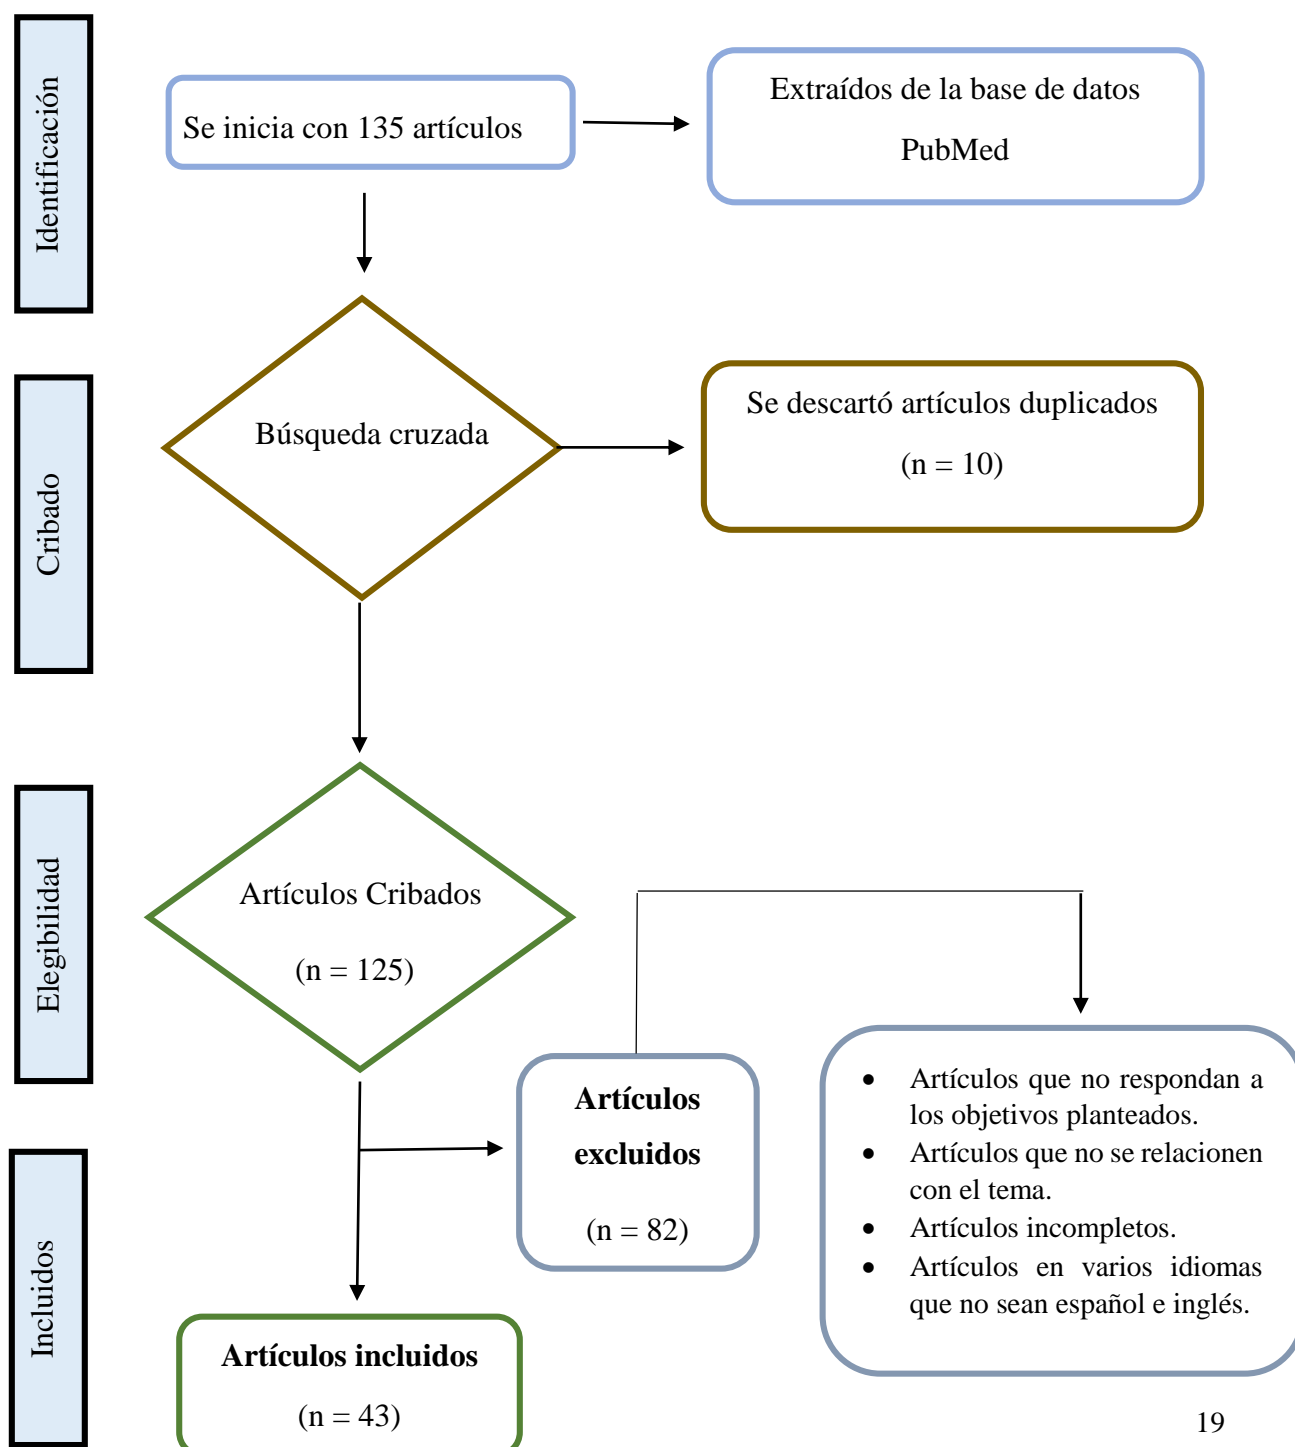 Identificación
Se inicia con 135 artículos
Extraídos de la base de datos
PubMed
Cribado
Búsqueda cruzada
Se descartó artículos duplicados
(n = 10)
Elegibilidad
Artículos Cribados
(n = 125)
Artículos
excluidos
(n = 82)
• Artículos que no respondan a
los objetivos planteados.
• Artículos que no se relacionen
con el tema.
• Artículos incompletos.
• Artículos en varios idiomas
que no sean español e inglés.
Incluidos
Artículos incluidos
(n = 43)
19